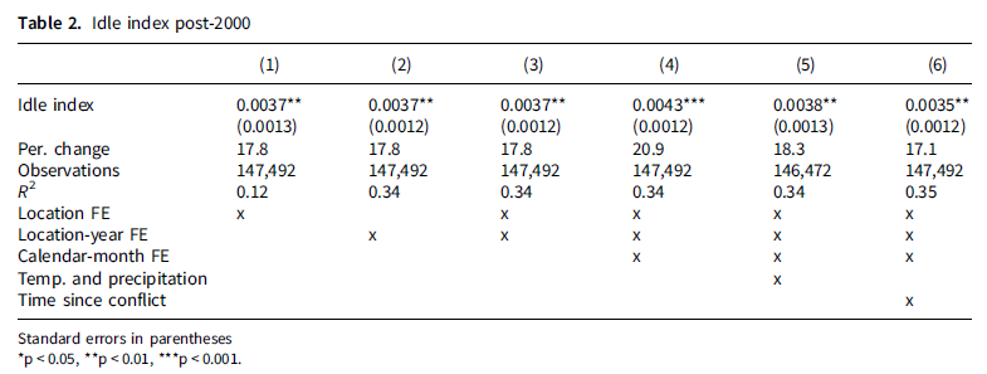 Table 2. Idle index post-2000
(1) (2) (3) (4) (5) (6)
Idle index 0.0037** 0.0037** 0.0037** 0.0043*** 0.0038** 0.0035**
(0.0013) (0.0012) (0.0012) (0.0012) (0.0013) (0.0012)
Per. change 17.8 17.8 17.8 20.9 18.3 17.1
Observations 147,492 147,492 147,492 147,492 146,472 147,492
R² 0.12 0.34 0.34 0.34 0.34 0.35
Location FE x x x x x
Location-year FE x x x x x
Calendar-month FE x x x
Temp. and precipitation x
Time since conflict x
Standard errors in parentheses
*p < 0.05, **p < 0.01, ***p < 0.001.